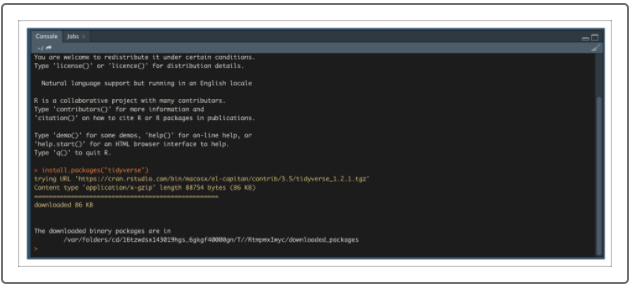 Console Jobs ×
~/
You are welcome to redistribute it under certain conditions.
Type 'license()' or 'licence()' for distribution details.
Natural language support but running in an English locale
R is a collaborative project with many contributors.
Type 'contributors()' for more information and
'citation()' on how to cite R or R packages in publications.
Type 'demo()' for some demos, 'help()' for on-line help, or
'help.start()' for an HTML browser interface to help.
Type 'q()' to quit R.
> install.packages("tidyverse")
trying URL 'https://cran.rstudio.com/bin/macosx/el-capitan/contrib/3.5/tidyverse_1.2.1.tgz'
Content type 'application/x-gzip' length 88754 bytes (86 KB)
==================================================
downloaded 86 KB
The downloaded binary packages are in
/var/folders/cd/16tzwdsx143019hgs_6gkgf40000gn/T//RtmpmxImyc/downloaded_packages
>